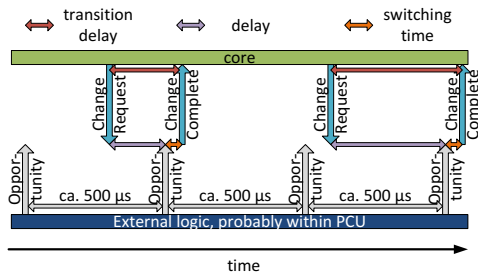 transition
delay
delay
switching
time
core
Change
Request
Change
Complete
Change
Request
Change
Complete
Oppor-
tunity
ca. 500 µs
Oppor-
tunity
ca. 500 µs
Oppor-
tunity
ca. 500 µs
Oppor-
tunity
External logic, probably within PCU
time